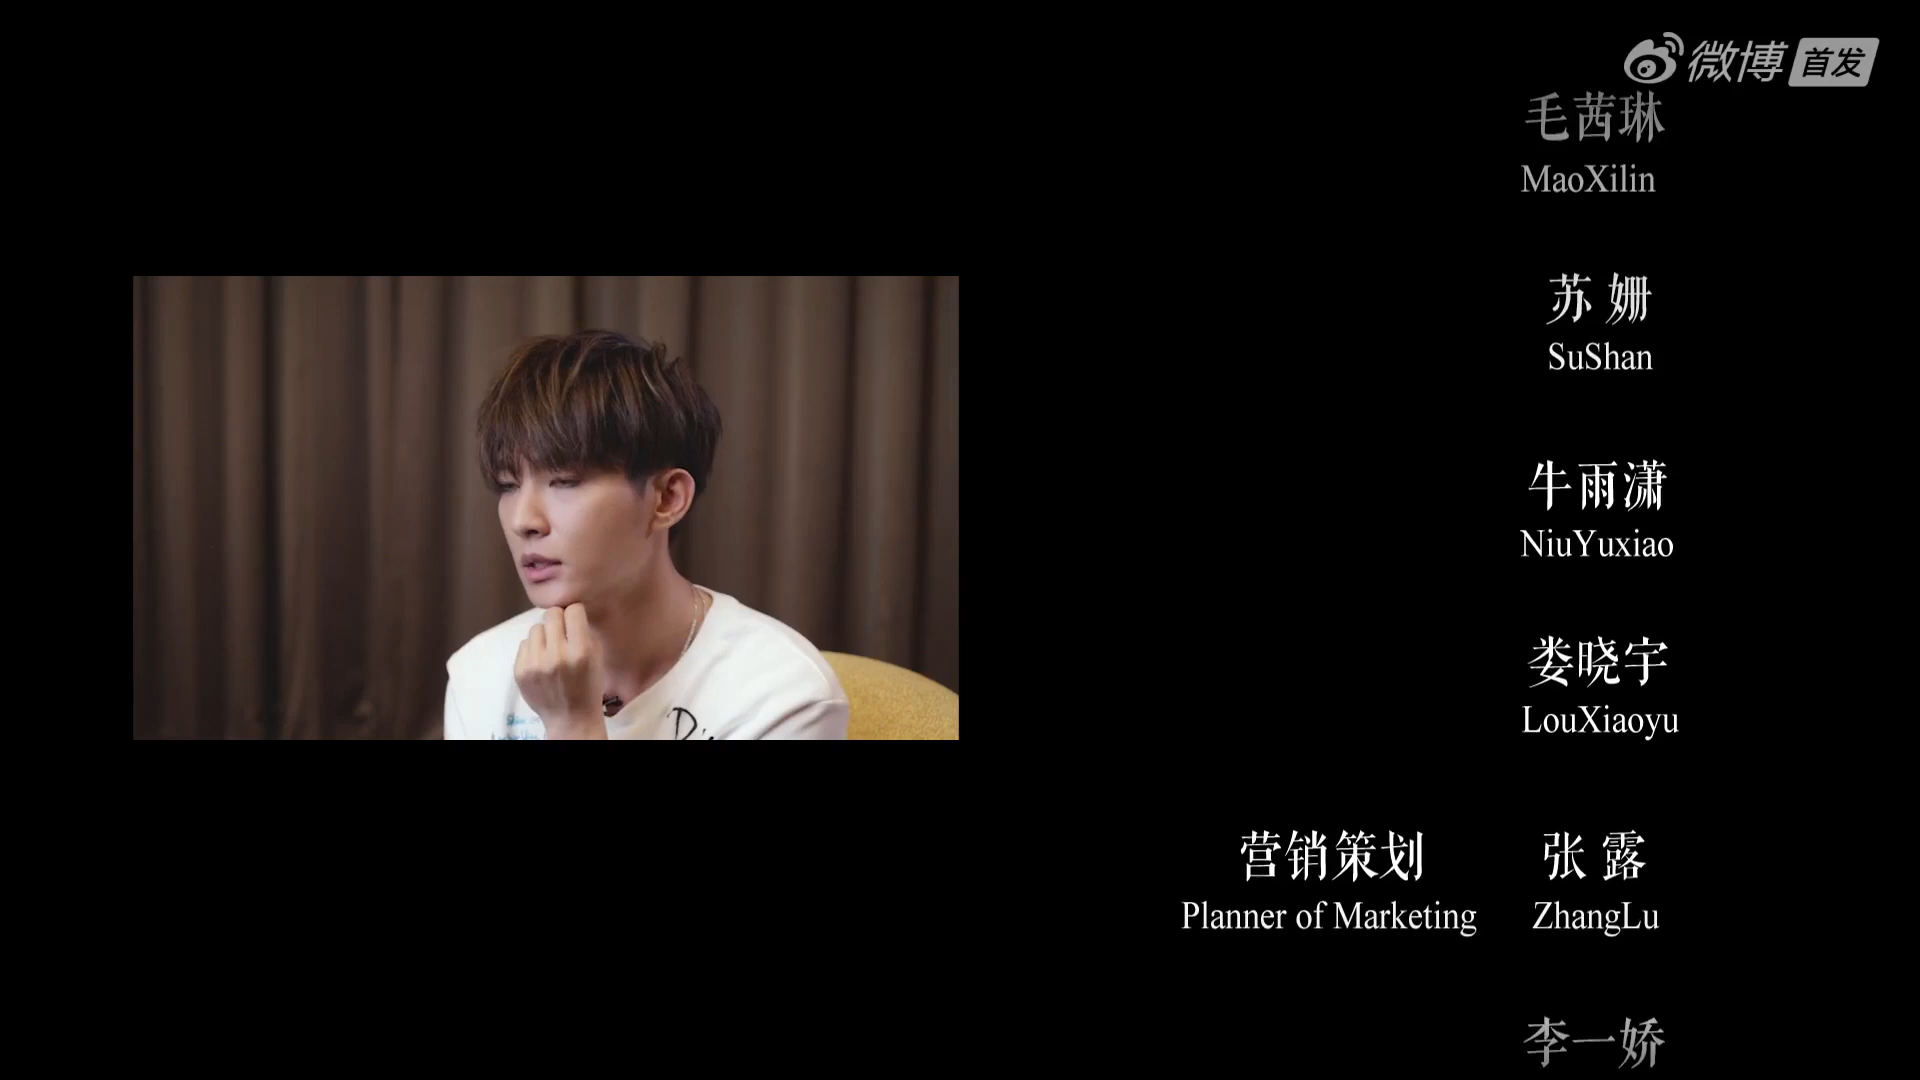 微博 首发
毛茜琳
MaoXilin
苏 姗
SuShan
牛雨潇
NiuYuxiao
娄晓宇
LouXiaoyu
营销策划 张 露
Planner of Marketing ZhangLu
李一娇